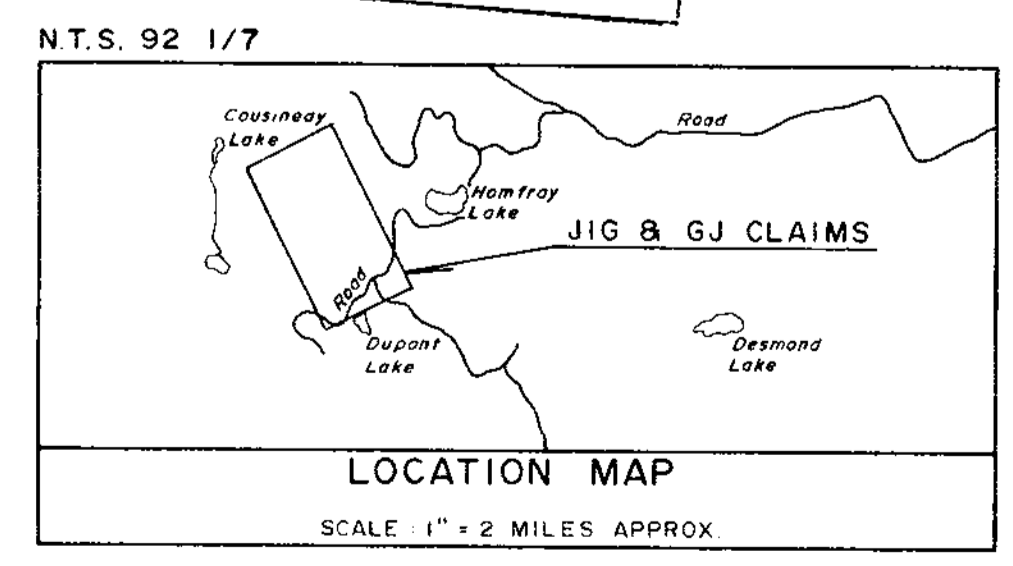 N.T.S. 92 I/7
Cousineay
Lake
Road
Homfray
Lake
JIG & GJ CLAIMS
Road
Dupont
Lake
Desmond
Lake
LOCATION MAP
SCALE : 1" = 2 MILES APPROX.